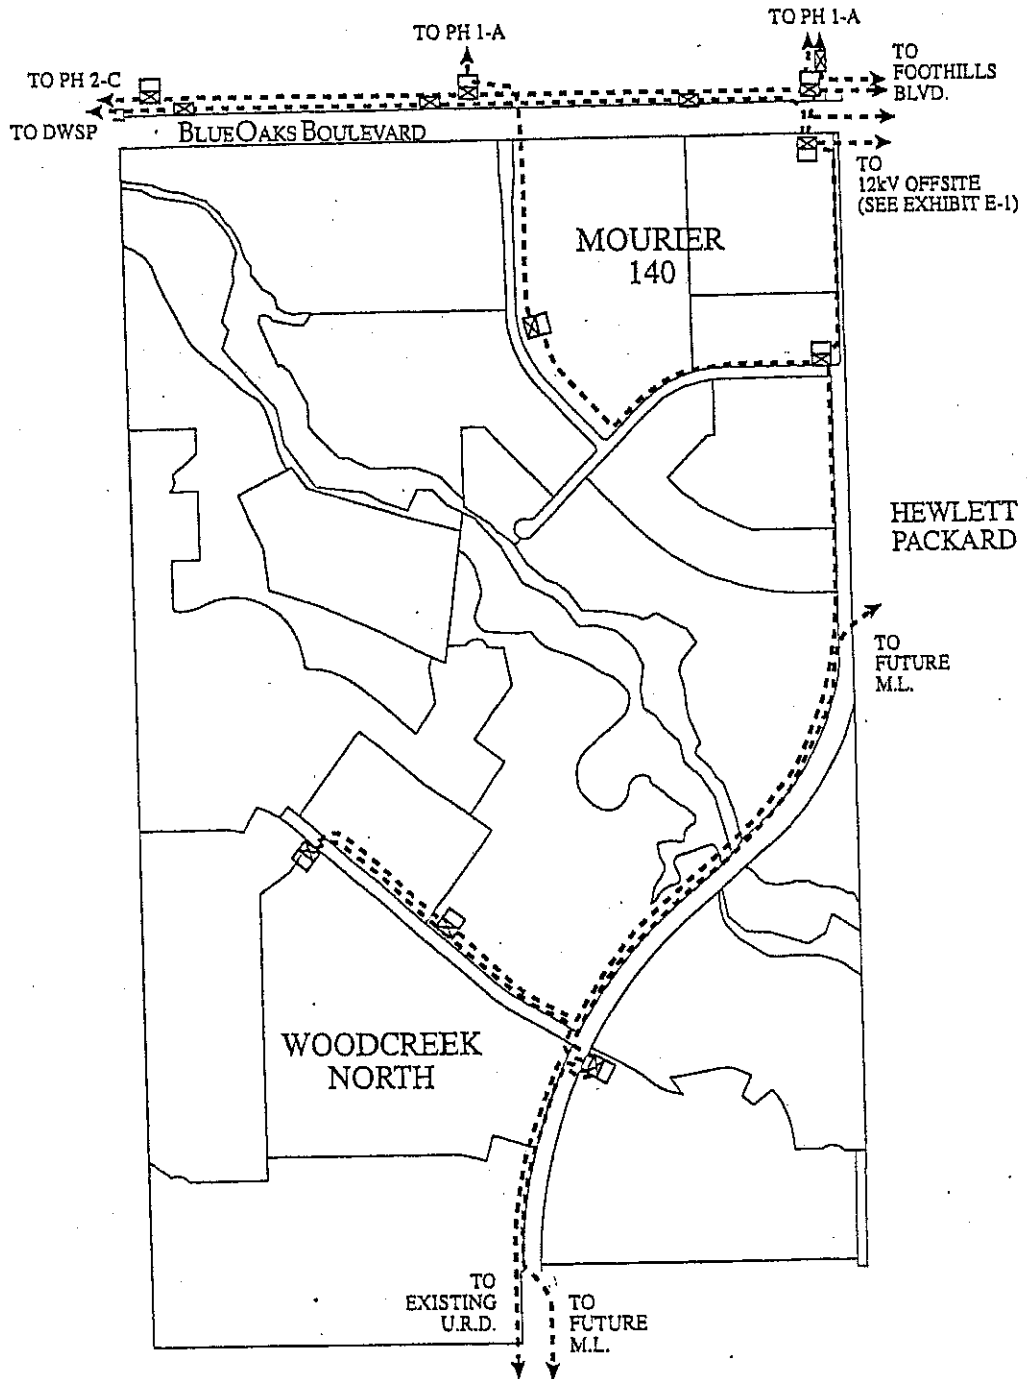 TO PH 1-A
TO PH 1-A
TO PH 2-C
TO
FOOTHILLS
BLVD.
TO DWSP
BLUE OAKS BOULEVARD
TO
12kV OFFSITE
(SEE EXHIBIT E-1)
MOURIER
140
HEWLETT
PACKARD
TO
FUTURE
M.L.
WOODCREEK
NORTH
TO
EXISTING
U.R.D.
TO
FUTURE
M.L.